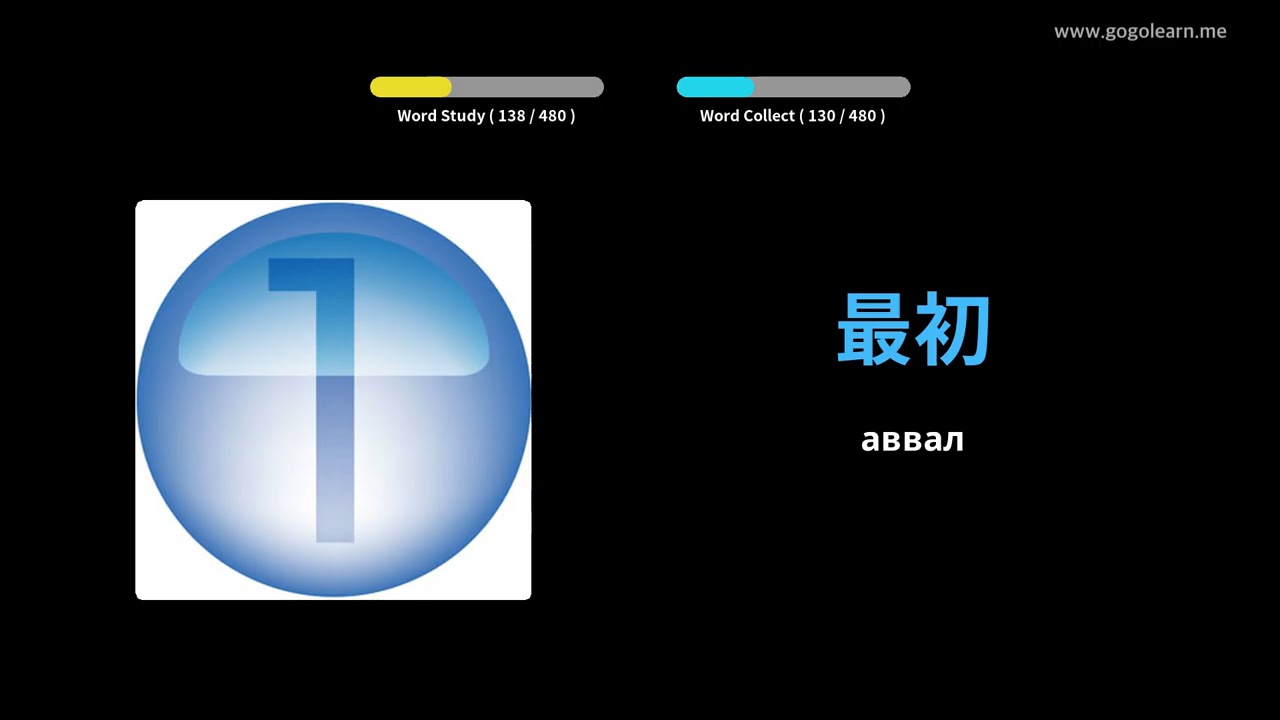 www.gogolearn.me
Word Study ( 138 / 480 )
Word Collect ( 130 / 480 )
1
最初
аввал